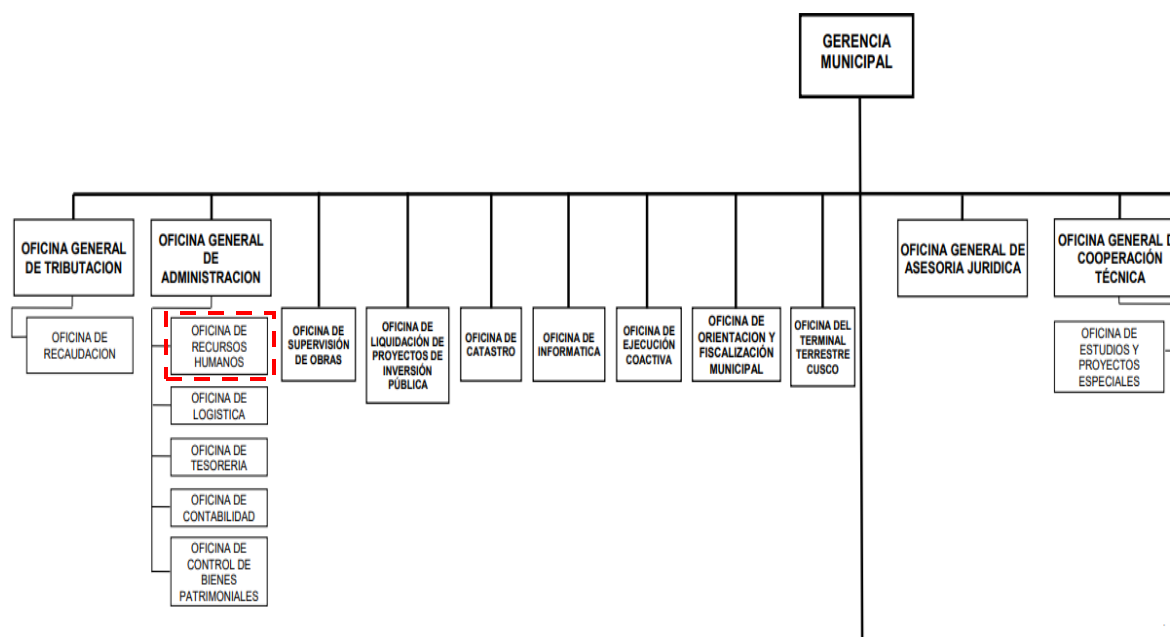 GERENCIA
MUNICIPAL
OFICINA GENERAL
DE TRIBUTACION
OFICINA GENERAL
DE
ADMINISTRACION
OFICINA GENERAL DE
ASESORIA JURIDICA
OFICINA GENERAL D
COOPERACIÓN
TÉCNICA
OFICINA DE
RECAUDACION
OFICINA DE
RECURSOS
HUMANOS
OFICINA DE
LOGISTICA
OFICINA DE
TESORERIA
OFICINA DE
CONTABILIDAD
OFICINA DE
CONTROL DE
BIENES
PATRIMONIALES
OFICINA DE
SUPERVISIÓN
DE OBRAS
OFICINA DE
LIQUIDACIÓN DE
PROYECTOS DE
INVERSIÓN
PÚBLICA
OFICINA DE
CATASTRO
OFICINA DE
INFORMATICA
OFICINA DE
EJECUCIÓN
COACTIVA
OFICINA DE
ORIENTACION Y
FISCALIZACIÓN
MUNICIPAL
OFICINA DEL
TERMINAL
TERRESTRE
CUSCO
OFICINA DE
ESTUDIOS Y
PROYECTOS
ESPECIALES